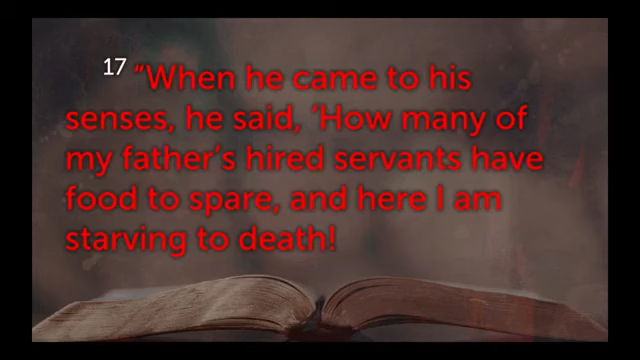 17 “When he came to his
senses, he said, ‘How many of
my father’s hired servants have
food to spare, and here I am
starving to death!